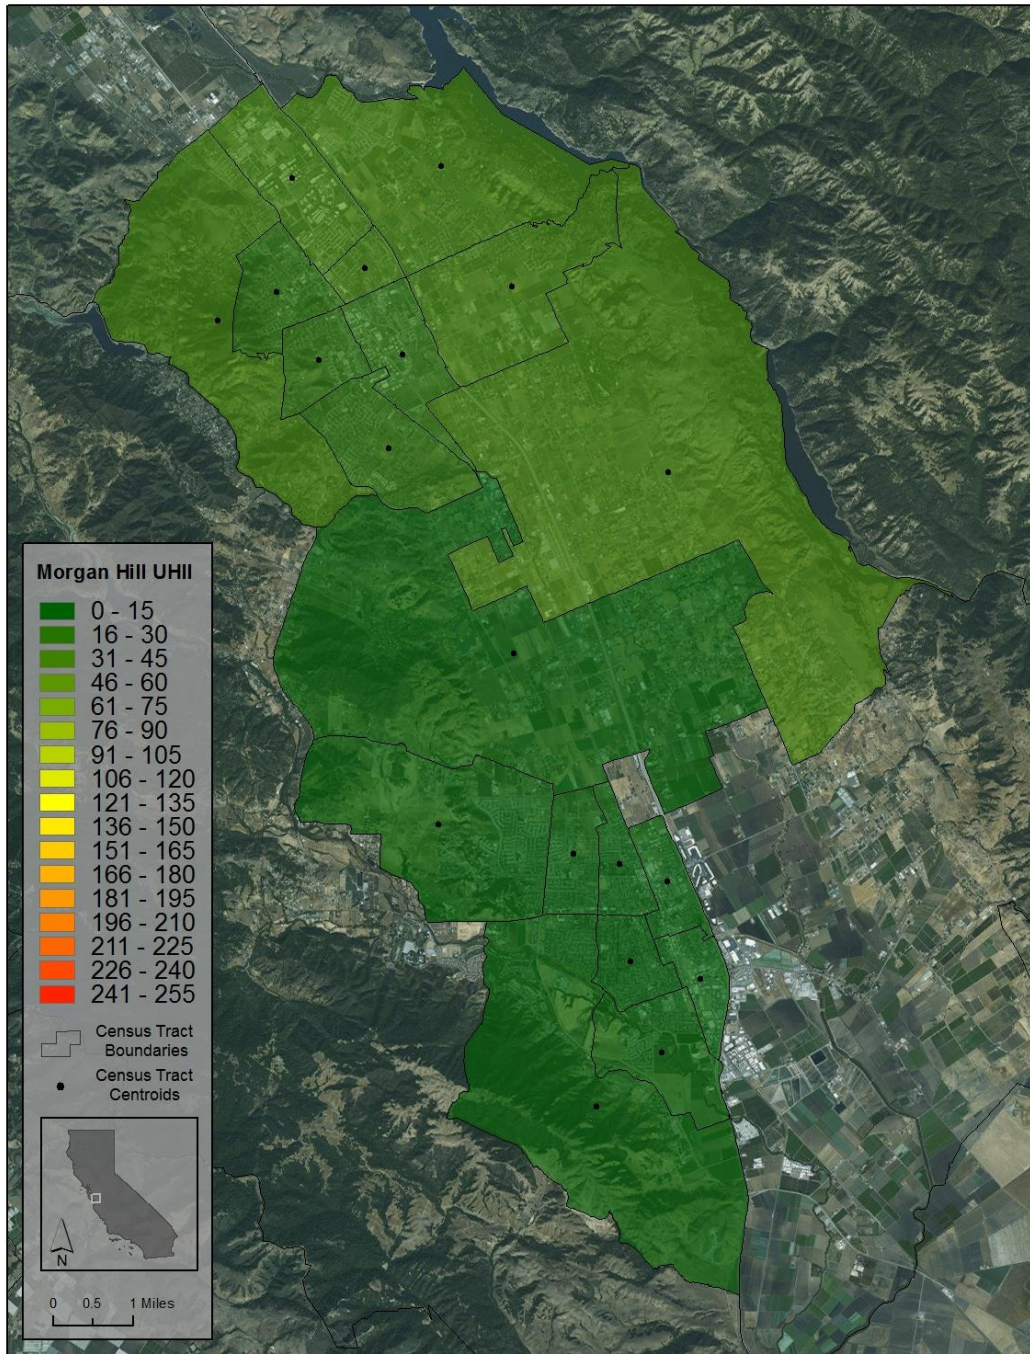 Morgan Hill UHII
0 - 15
16 - 30
31 - 45
46 - 60
61 - 75
76 - 90
91 - 105
106 - 120
121 - 135
136 - 150
151 - 165
166 - 180
181 - 195
196 - 210
211 - 225
226 - 240
241 - 255
Census Tract
Boundaries
Census Tract
Centroids
N
0 0.5 1 Miles